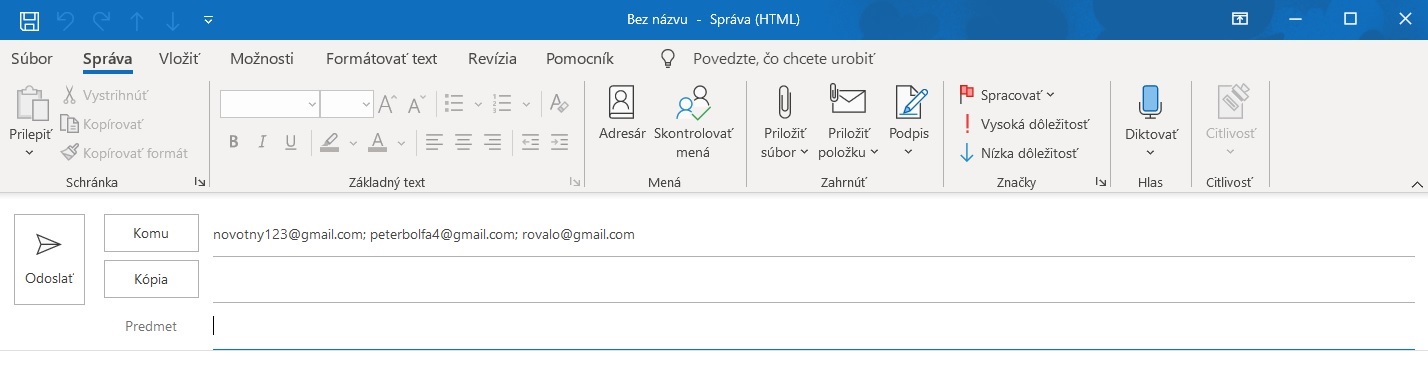 Bez názvu - Správa (HTML)
Súbor Správa Vložiť Možnosti Formátovať text Revízia Pomocník Povedzte, čo chcete urobiť
Prilepiť
Vystrihnúť
Kopírovať
Kopírovať formát
Schránka
B I U A
Základný text
Adresár
Skontrolovať mená
Mená
Priložiť súbor
Priložiť položku
Podpis
Zahrnúť
Spracovať
Vysoká dôležitosť
Nízka dôležitosť
Značky
Diktovať
Hlas
Citlivosť
Citlivosť
Odoslať
Komu novotny123@gmail.com; peterbolfa4@gmail.com; rovalo@gmail.com
Kópia
Predmet